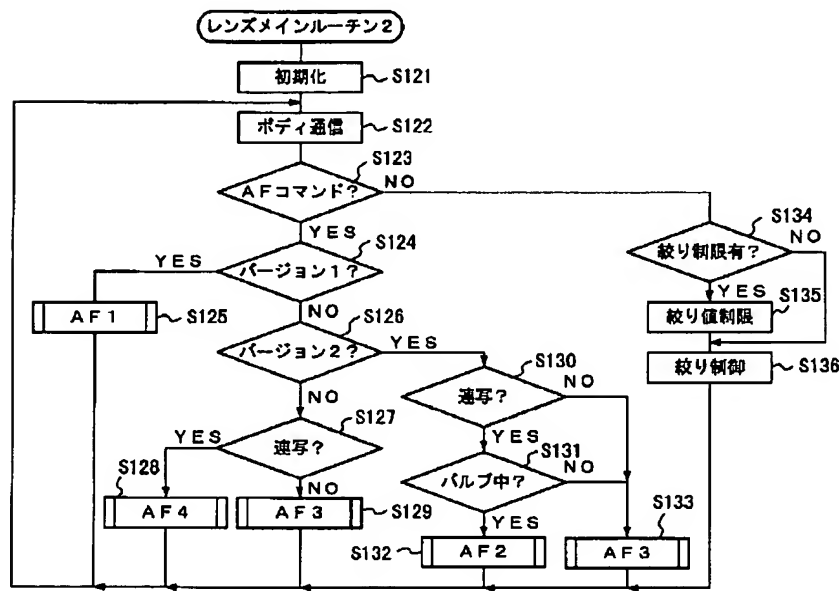 レンズメインルーチン2
初期化
S121
ボディ通信
S122
S123
AFコマンド?
NO
YES
S124
YES
バージョン1?
AF1
S125
NO
S126
バージョン2?
YES
NO
S127
YES
連写?
S128
AF4
NO
AF3
S129
S130
連写?
NO
YES
S131
バルブ中?
NO
YES
S132
AF2
S133
AF3
S134
絞り制限有?
NO
YES
S135
絞り値制限
絞り制御
S136